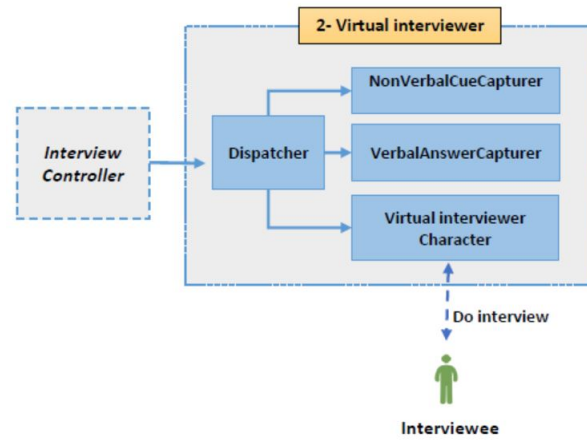 2- Virtual interviewer
NonVerbalCueCapturer
Interview
Controller
Dispatcher
VerbalAnswerCapturer
Virtual interviewer
Character
Do interview
Interviewee